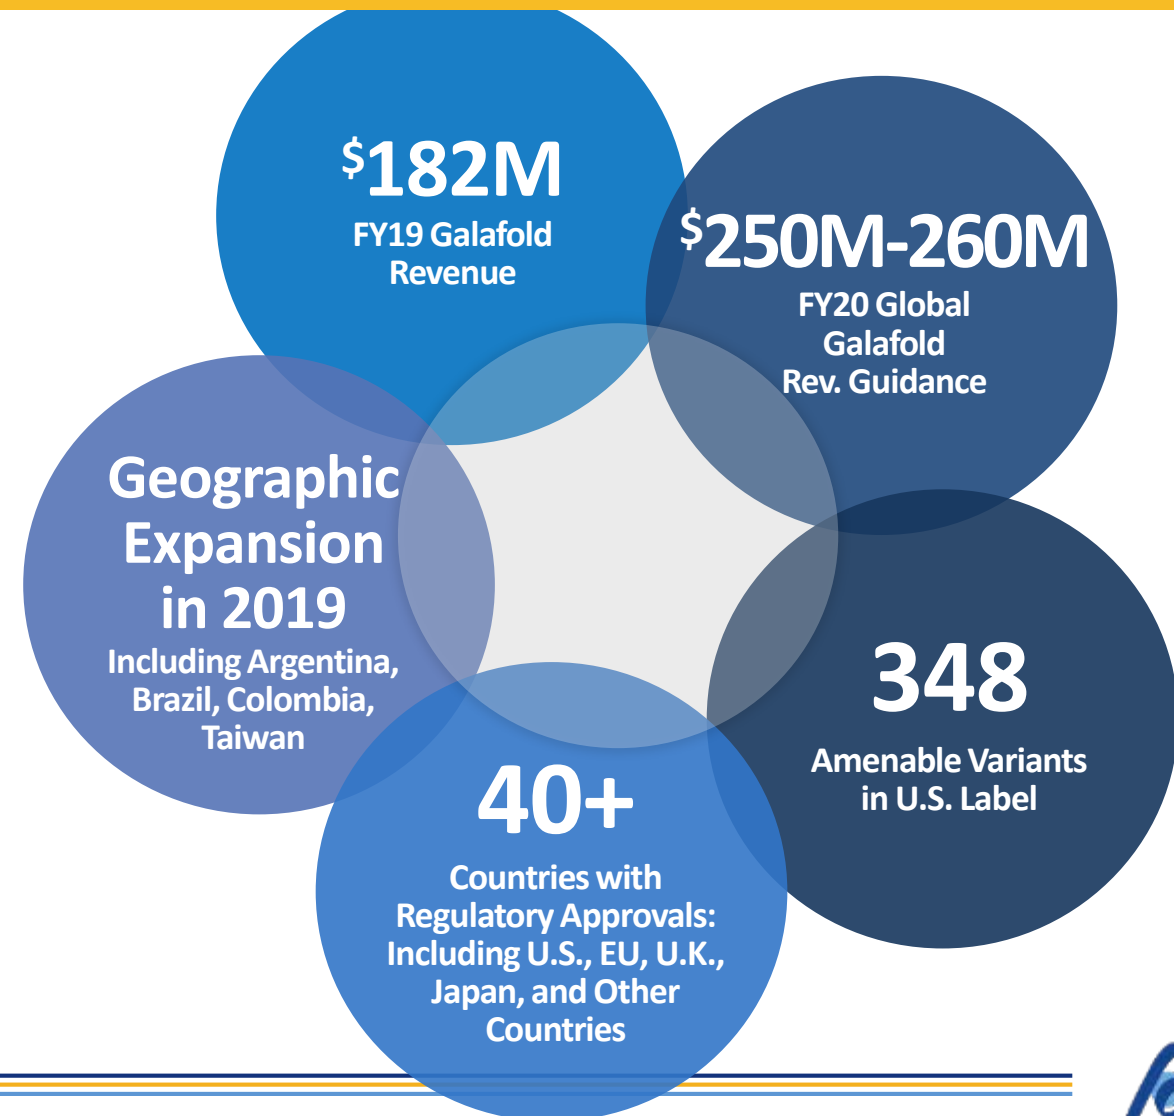 $182M
FY19 Galafold
Revenue
$250M-260M
FY20 Global
Galafold
Rev. Guidance
Geographic
Expansion
in 2019
Including Argentina,
Brazil, Colombia,
Taiwan
348
Amenable Variants
in U.S. Label
40+
Countries with
Regulatory Approvals:
Including U.S., EU, U.K.,
Japan, and Other
Countries